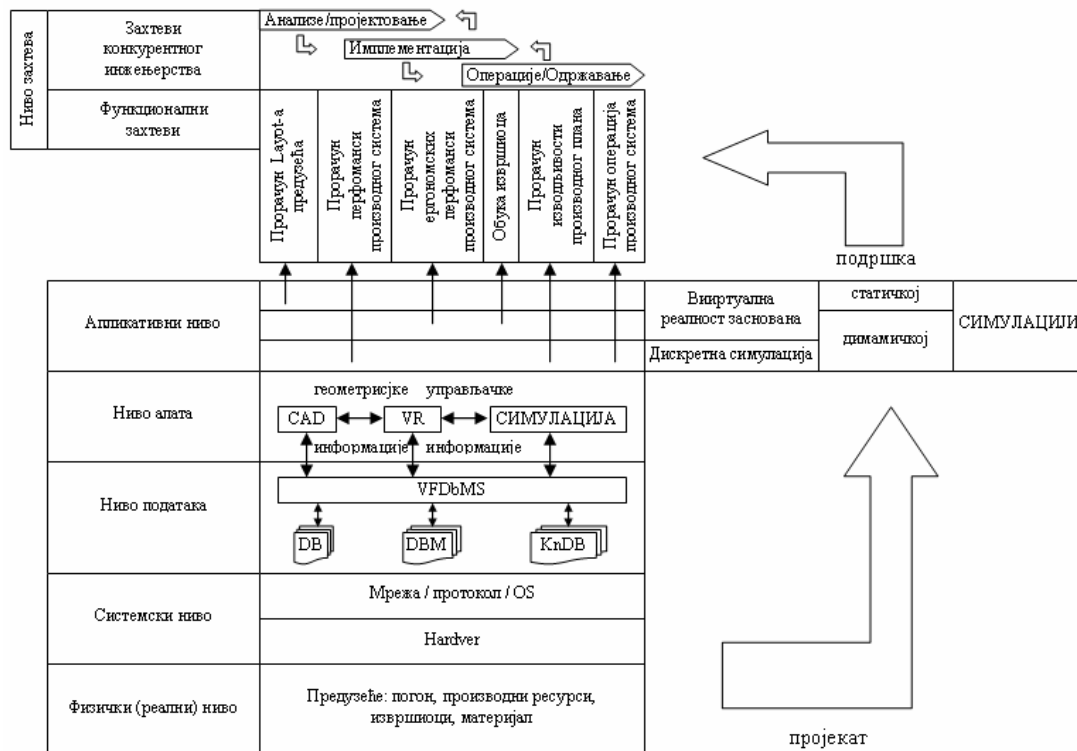 Ниво захтева
Захтеви
конкурентног
инжењерства
Анализе/пројектовање
Имплементација
Операције/Одржавање
Функционални
захтеви
Прорачун Layot-а
предузећа
Прорачун
перфоманси
производног система
Прорачун
ергономских
перфоманси
производног система
Обука извршиоца
Прорачун
изводљивости
производног плана
Прорачун операција
производног система
подршка
Апликативни ниво
Вииртуална
реалност заснована
Дискретна симулација
статичкој
димамичкој
СИМУЛАЦИЈИ
Ниво алата
геометрисјке управљачке
CAD
VR
СИМУЛАЦИЈА
информације информације
Ниво података
VFDbMS
DB
DBM
KnDB
Системски ниво
Мрежа / протокол / OS
Hardver
Физички (реални) ниво
Предузеће: погон, производни ресурси,
извршиоци, материјал
пројекат